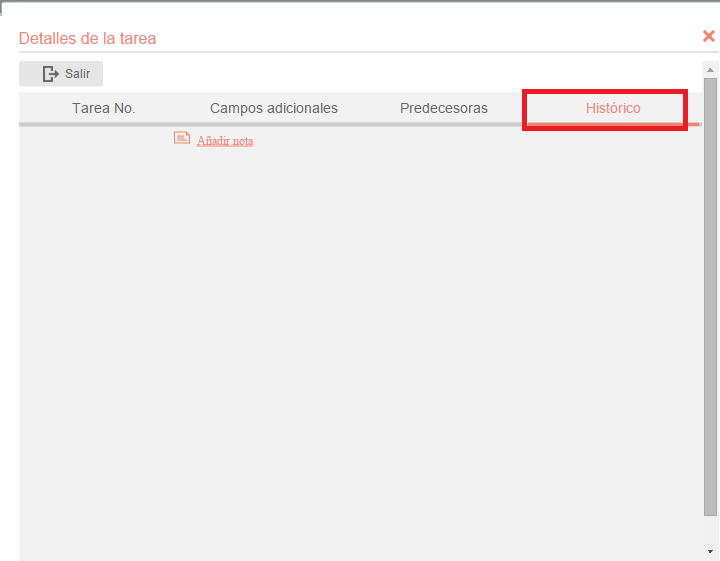 Detalles de la tarea
Salir
Tarea No. Campos adicionales Predecesoras Histórico
Añadir nota